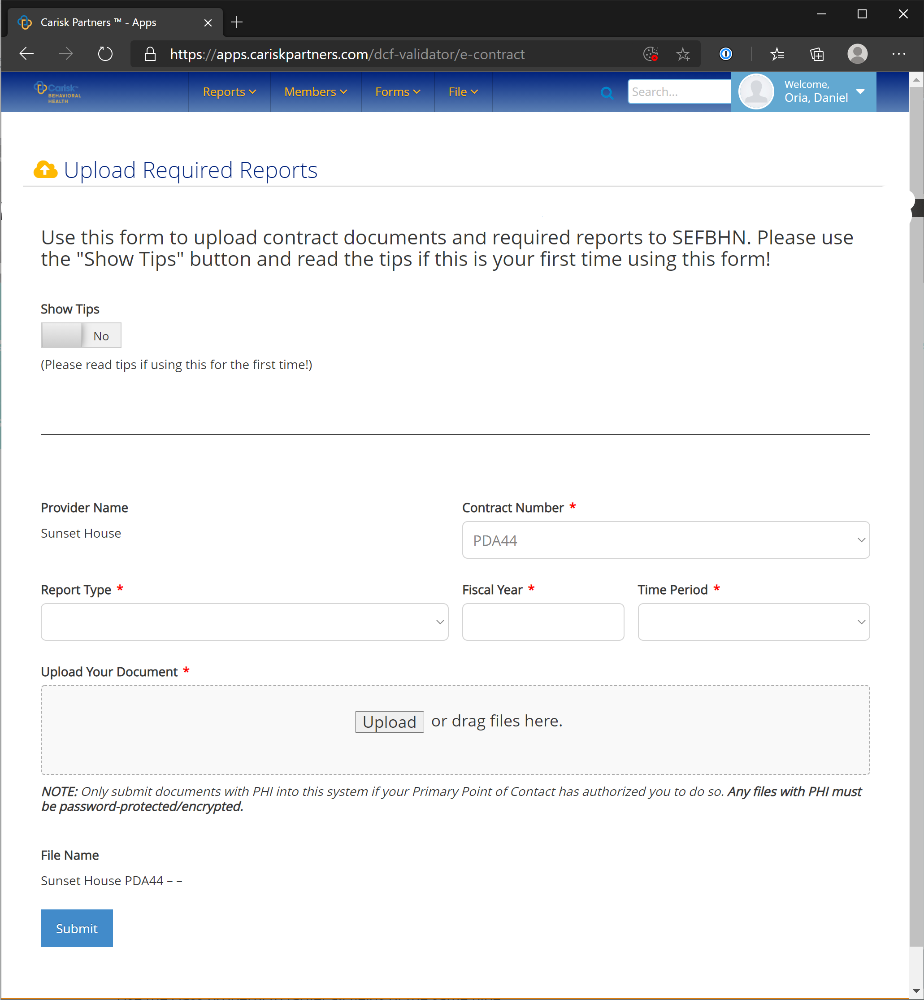 Carisk Partners ™ - Apps
https://apps.cariskpartners.com/dcf-validator/e-contract
Carisk™
BEHAVIORAL
HEALTH
Reports
Members
Forms
File
Search...
Welcome,
Oria, Daniel
Upload Required Reports
Use this form to upload contract documents and required reports to SEFBHN. Please use
the "Show Tips" button and read the tips if this is your first time using this form!
Show Tips
No
(Please read tips if using this for the first time!)
Provider Name
Contract Number *
Sunset House
PDA44
Report Type *
Fiscal Year *
Time Period *
Upload Your Document *
Upload or drag files here.
NOTE: Only submit documents with PHI into this system if your Primary Point of Contact has authorized you to do so. Any files with PHI must
be password-protected/encrypted.
File Name
Sunset House PDA44 – –
Submit